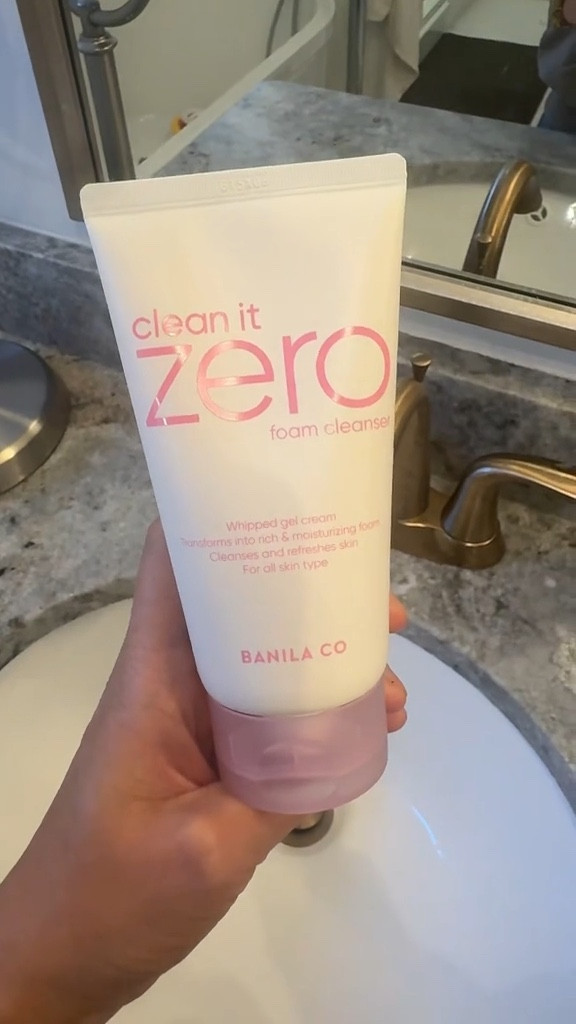 clean it
zero
foam cleanser
Whipped gel cream
Transforms into rich & moisturizing foam
Cleanses and refreshes skin
For all skin type
BANILA CO